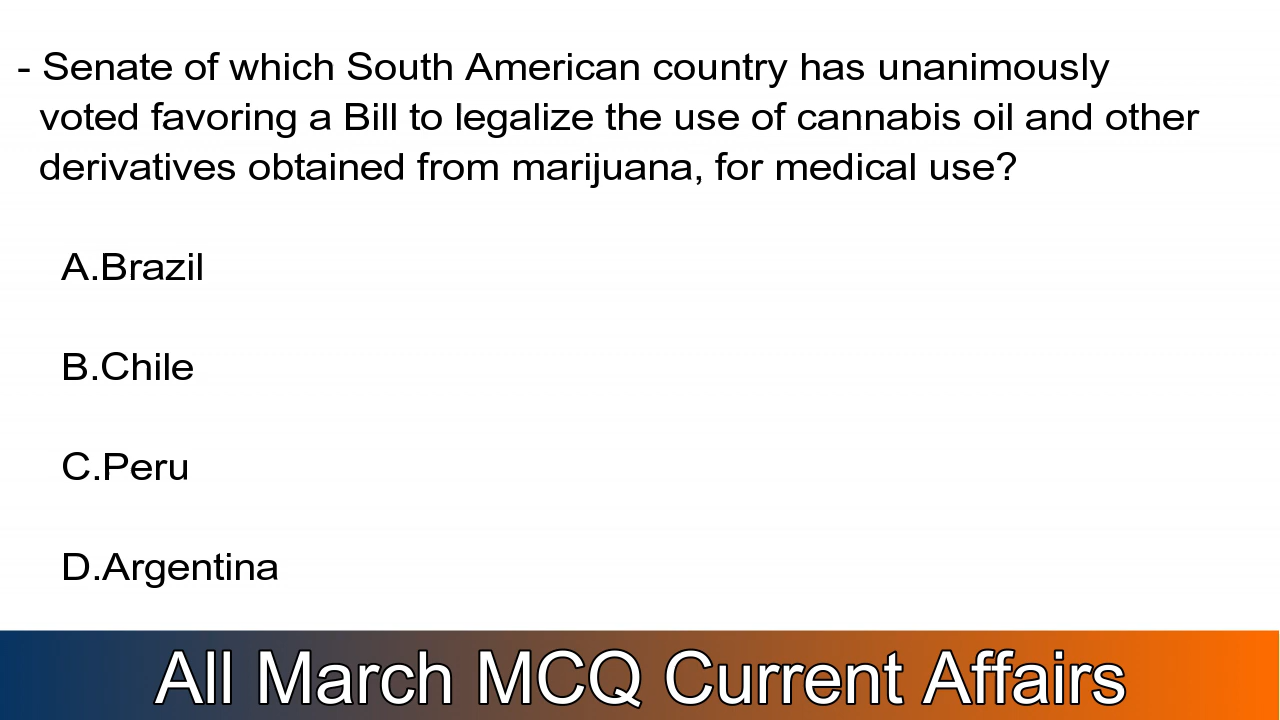 - Senate of which South American country has unanimously
voted favoring a Bill to legalize the use of cannabis oil and other
derivatives obtained from marijuana, for medical use?
A.Brazil
B.Chile
C.Peru
D.Argentina
All March MCQ Current Affairs